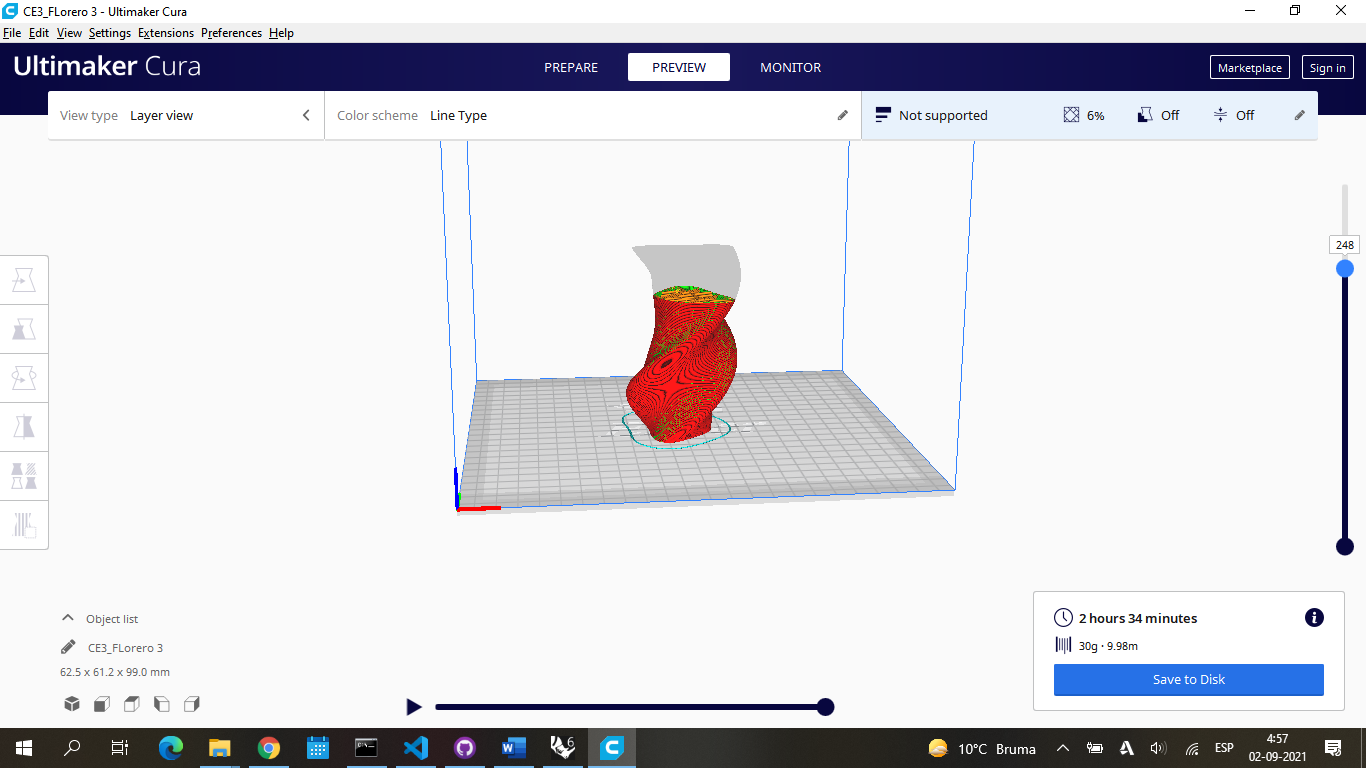 CE3_FLorero 3 - Ultimaker Cura
File Edit View Settings Extensions Preferences Help
Ultimaker Cura
PREPARE PREVIEW MONITOR
Marketplace Sign in
View type Layer view
Color scheme Line Type
Not supported 6% Off Off
248
Object list
CE3_FLorero 3
62.5 x 61.2 x 99.0 mm
2 hours 34 minutes
30g · 9.98m
Save to Disk
10°C Bruma
ESP
4:57
02-09-2021